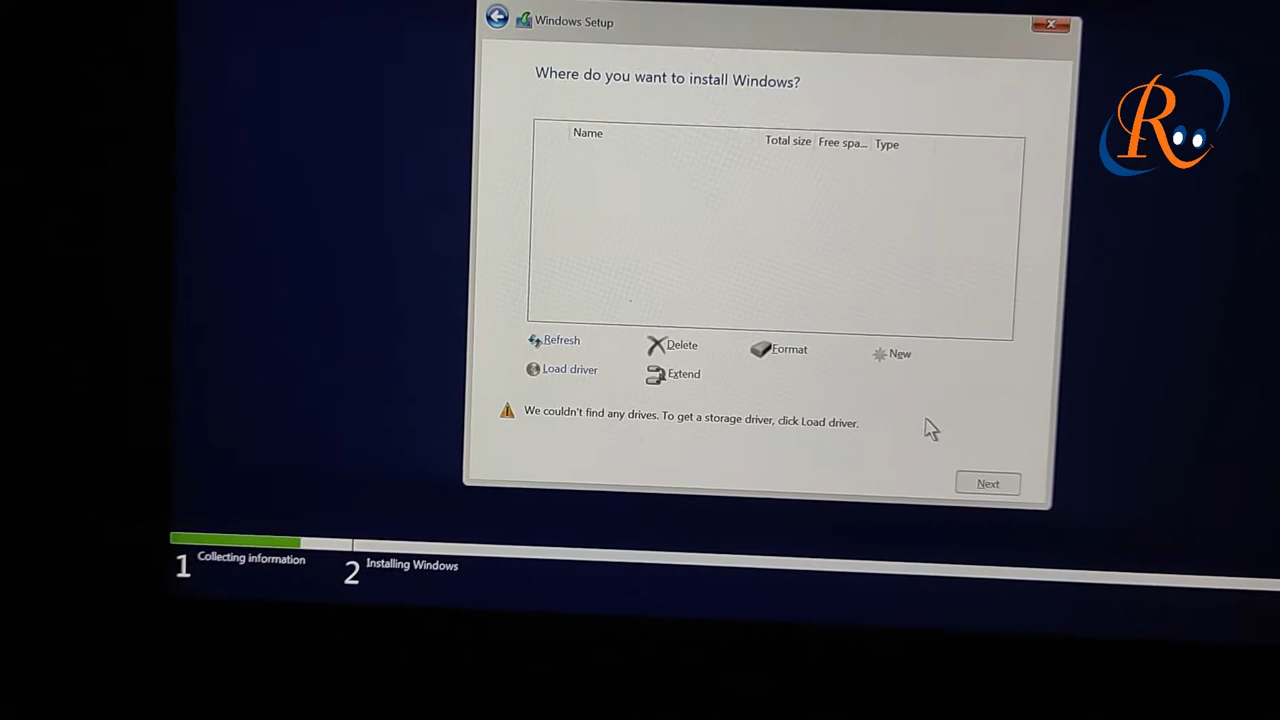 Windows Setup
Where do you want to install Windows?
Name Total size Free spa... Type
Refresh Delete Format New
Load driver Extend
We couldn't find any drives. To get a storage driver, click Load driver.
Next
1 Collecting information 2 Installing Windows
R